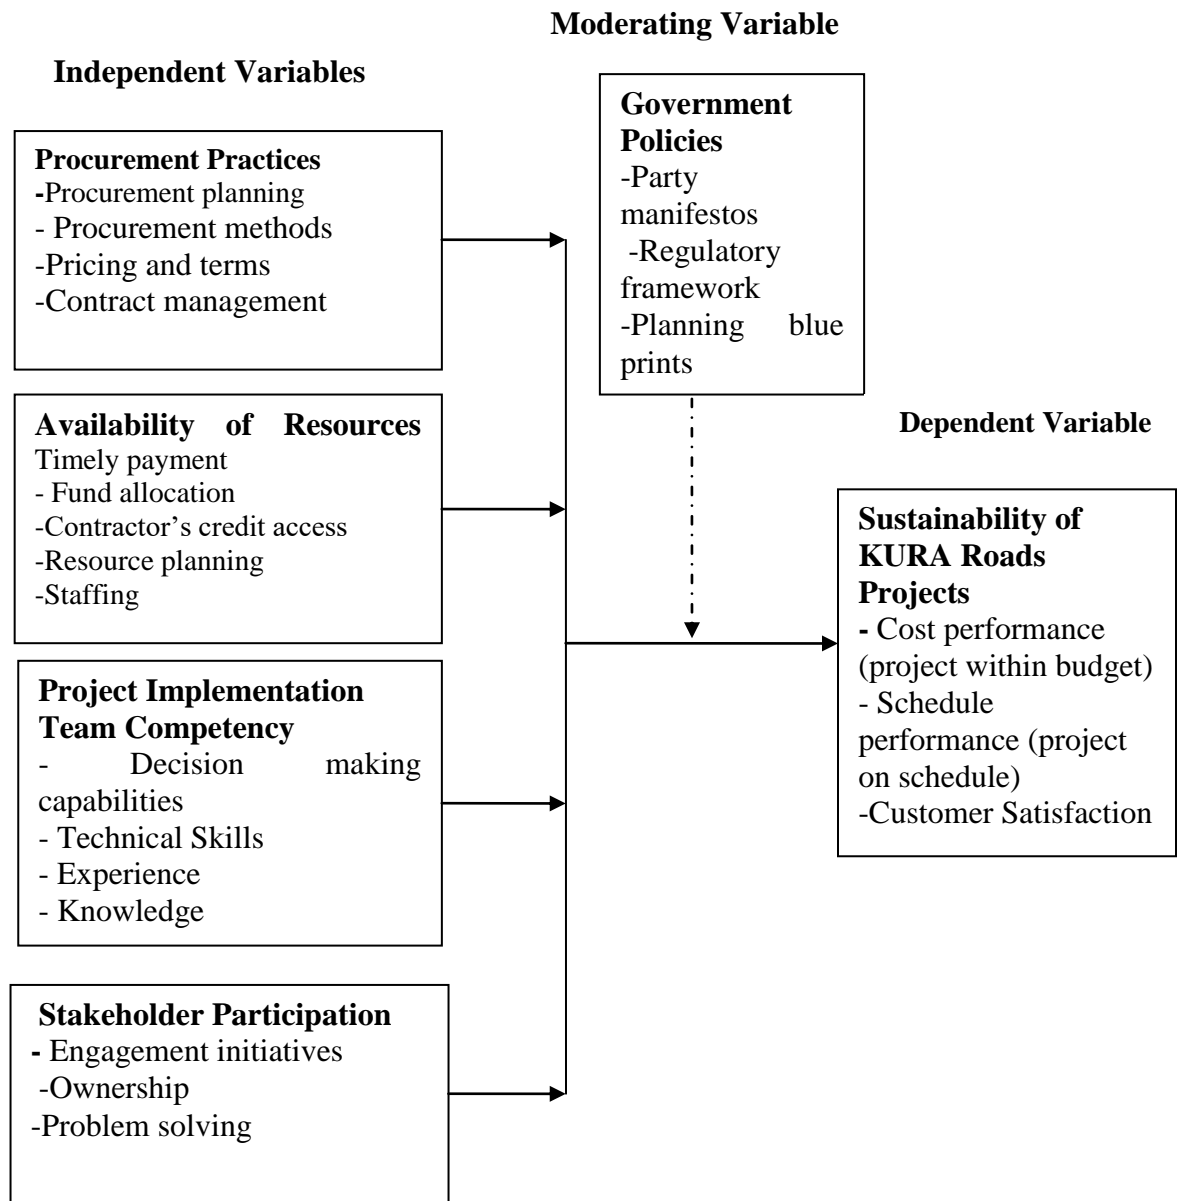 Moderating Variable
Independent Variables
Procurement Practices
-Procurement planning
- Procurement methods
-Pricing and terms
-Contract management
Government
Policies
-Party
manifestos
-Regulatory
framework
-Planning blue
prints
Availability of Resources
Timely payment
- Fund allocation
-Contractor’s credit access
-Resource planning
-Staffing
Dependent Variable
Sustainability of
KURA Roads
Projects
- Cost performance
(project within budget)
- Schedule
performance (project
on schedule)
-Customer Satisfaction
Project Implementation
Team Competency
- Decision making
capabilities
- Technical Skills
- Experience
- Knowledge
Stakeholder Participation
- Engagement initiatives
-Ownership
-Problem solving